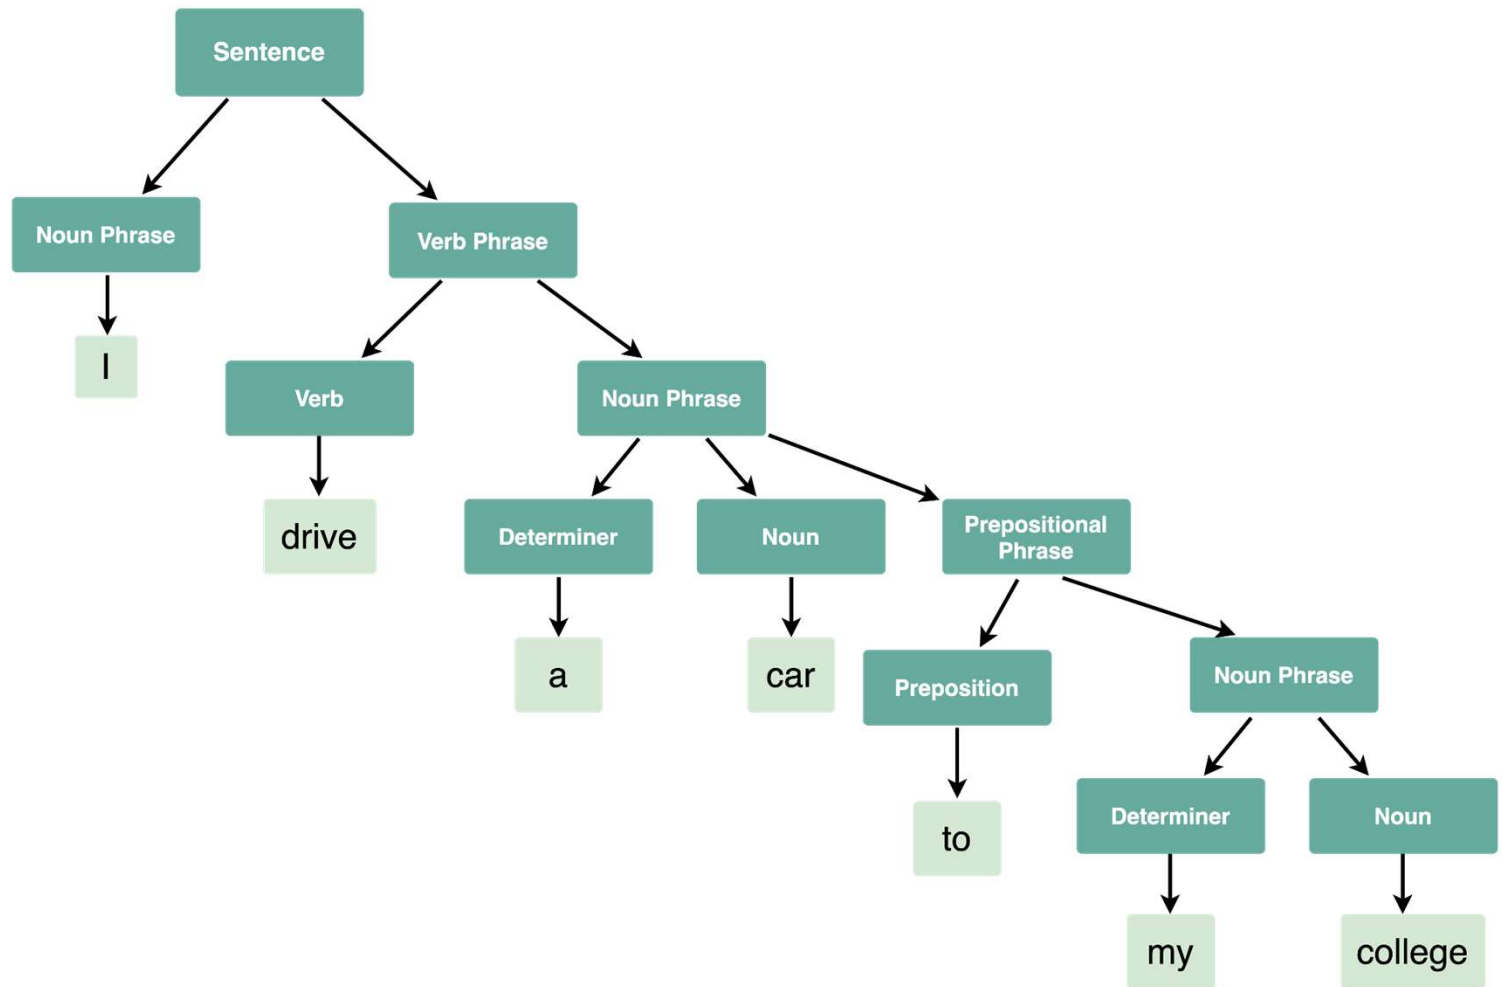 Sentence
Noun Phrase
Verb Phrase
I
Verb
Noun Phrase
drive
Determiner
Noun
Prepositional
Phrase
a
car
Preposition
Noun Phrase
to
Determiner
Noun
my
college